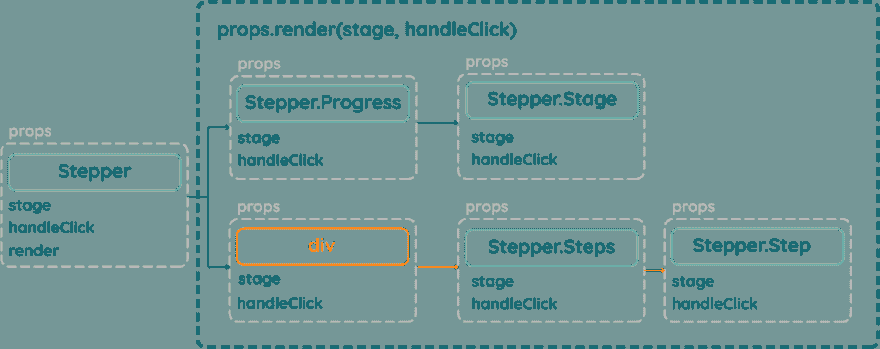 props.render(stage, handleClick)
props
Stepper
stage
handleClick
render
props
Stepper.Progress
stage
handleClick
props
Stepper.Stage
stage
handleClick
props
div
stage
handleClick
props
Stepper.Steps
stage
handleClick
props
Stepper.Step
stage
handleClick